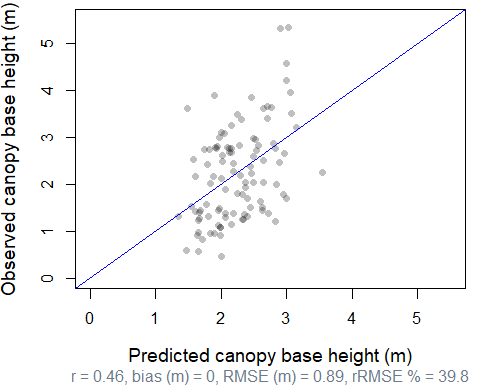 Observed canopy base height (m)
5
4
3
2
1
0
0 1 2 3 4 5
Predicted canopy base height (m)
r = 0.46, bias (m) = 0, RMSE (m) = 0.89, rRMSE % = 39.8